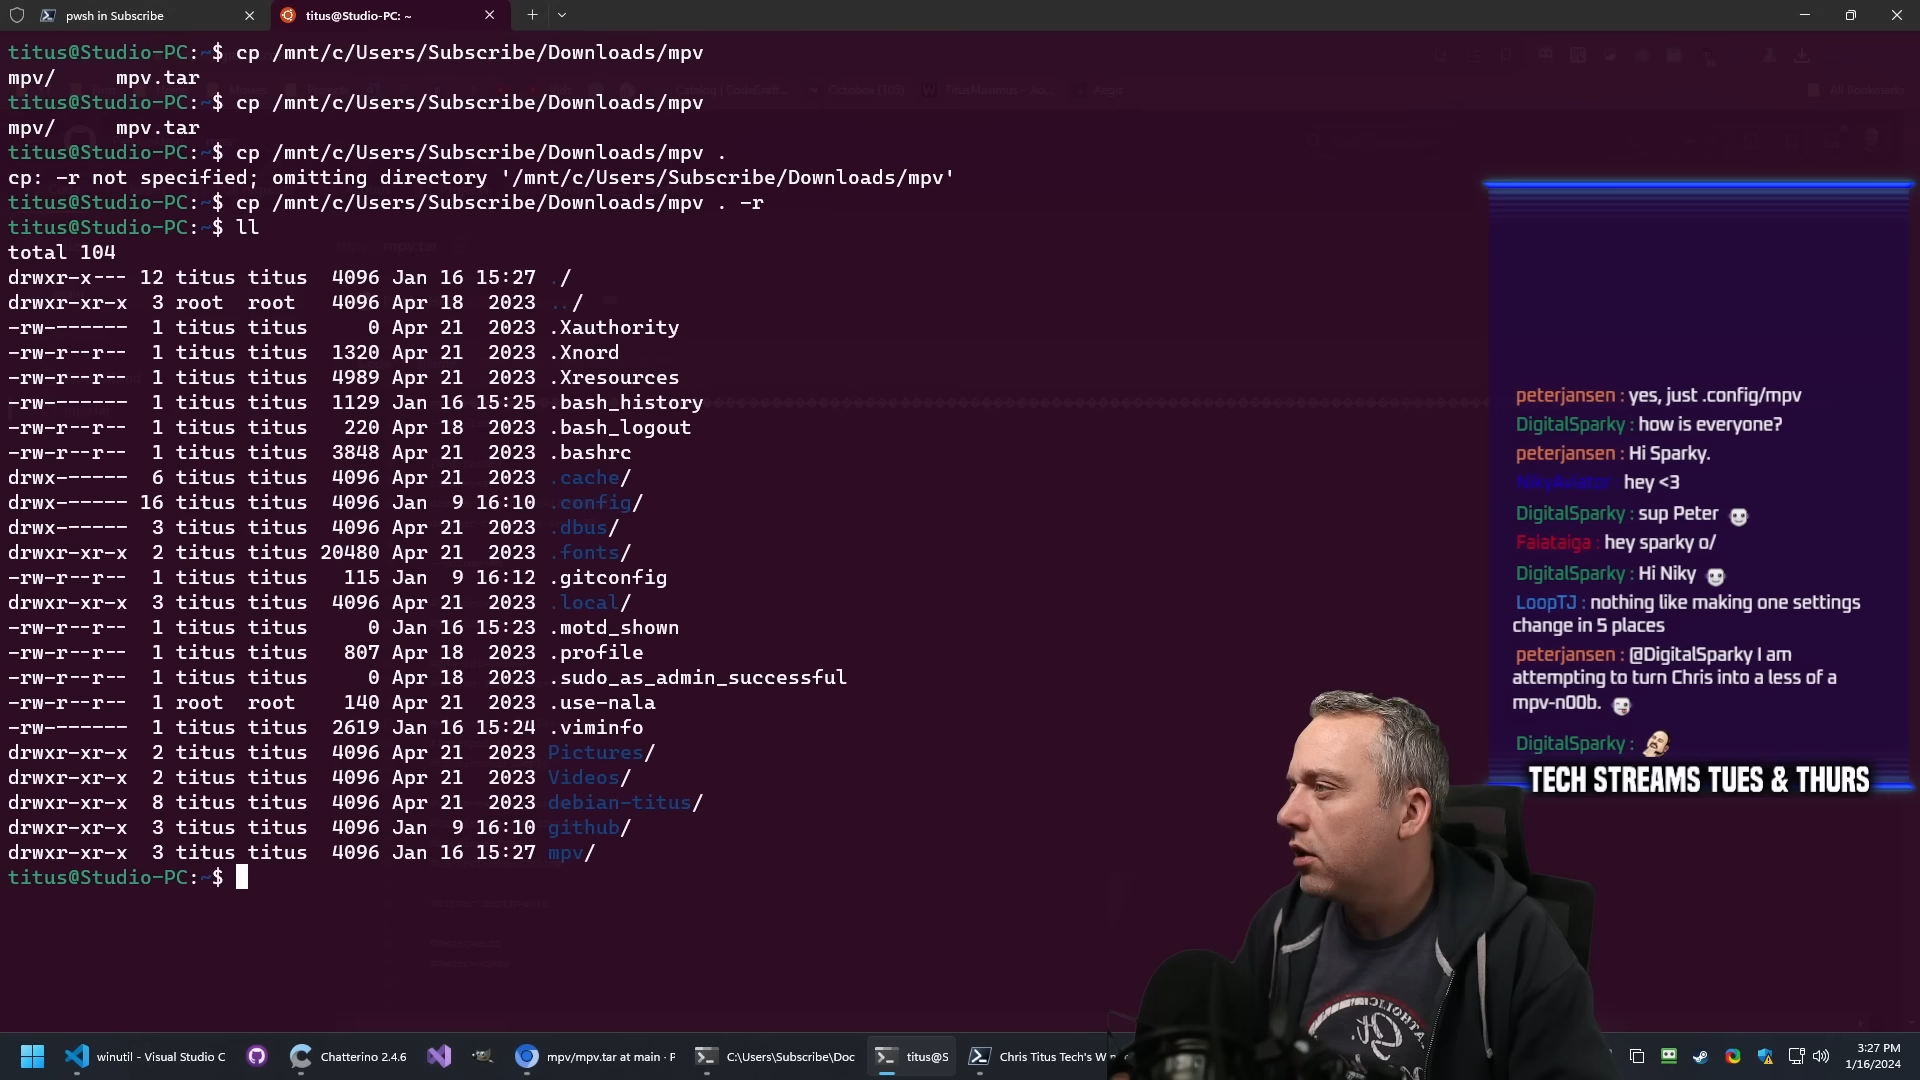 pwsh in Subscribe
titus@Studio-PC: ~
titus@Studio-PC:~$ cp /mnt/c/Users/Subscribe/Downloads/mpv
mpv/     mpv.tar
titus@Studio-PC:~$ cp /mnt/c/Users/Subscribe/Downloads/mpv
mpv/     mpv.tar
titus@Studio-PC:~$ cp /mnt/c/Users/Subscribe/Downloads/mpv .
cp: -r not specified; omitting directory '/mnt/c/Users/Subscribe/Downloads/mpv'
titus@Studio-PC:~$ cp /mnt/c/Users/Subscribe/Downloads/mpv . -r
titus@Studio-PC:~$ ll
total 104
drwxr-x--- 12 titus titus  4096 Jan 16 15:27 ./
drwxr-xr-x  3 root  root   4096 Apr 18  2023 ../
-rw-------  1 titus titus     0 Apr 21  2023 .Xauthority
-rw-r--r--  1 titus titus  1320 Apr 21  2023 .Xnord
-rw-r--r--  1 titus titus  4989 Apr 21  2023 .Xresources
-rw-------  1 titus titus  1129 Jan 16 15:25 .bash_history
-rw-r--r--  1 titus titus   220 Apr 18  2023 .bash_logout
-rw-r--r--  1 titus titus  3848 Apr 21  2023 .bashrc
drwx------  6 titus titus  4096 Apr 21  2023 .cache/
drwx------ 16 titus titus  4096 Jan  9 16:10 .config/
drwx------  3 titus titus  4096 Apr 21  2023 .dbus/
drwxr-xr-x  2 titus titus 20480 Apr 21  2023 .fonts/
-rw-r--r--  1 titus titus   115 Jan  9 16:12 .gitconfig
drwxr-xr-x  3 titus titus  4096 Apr 21  2023 .local/
-rw-r--r--  1 titus titus     0 Jan 16 15:23 .motd_shown
-rw-r--r--  1 titus titus   807 Apr 18  2023 .profile
-rw-r--r--  1 titus titus     0 Apr 18  2023 .sudo_as_admin_successful
-rw-r--r--  1 root  root    140 Apr 21  2023 .use-nala
-rw-------  1 titus titus  2619 Jan 16 15:24 .viminfo
drwxr-xr-x  2 titus titus  4096 Apr 21  2023 Pictures/
drwxr-xr-x  2 titus titus  4096 Apr 21  2023 Videos/
drwxr-xr-x  8 titus titus  4096 Apr 21  2023 debian-titus/
drwxr-xr-x  3 titus titus  4096 Jan  9 16:10 github/
drwxr-xr-x  3 titus titus  4096 Jan 16 15:27 mpv/
titus@Studio-PC:~$
peterjansen : yes, just .config/mpv
DigitalSparky : how is everyone?
peterjansen : Hi Sparky.
hey <3
DigitalSparky : sup Peter
Faiataiga : hey sparky o/
DigitalSparky : Hi Niky
LoopTJ : nothing like making one settings
change in 5 places
peterjansen : @DigitalSparky I am
attempting to turn Chris into a less of a
mpv-n00b.
DigitalSparky :
TECH STREAMS TUES & THURS
winutil - Visual Studio C
Chatterino 2.4.6
mpv/mpv.tar at main · P
C:\Users\Subscribe\Doc
titus@S
Chris Titus Tech's W
3:27 PM
1/16/2024